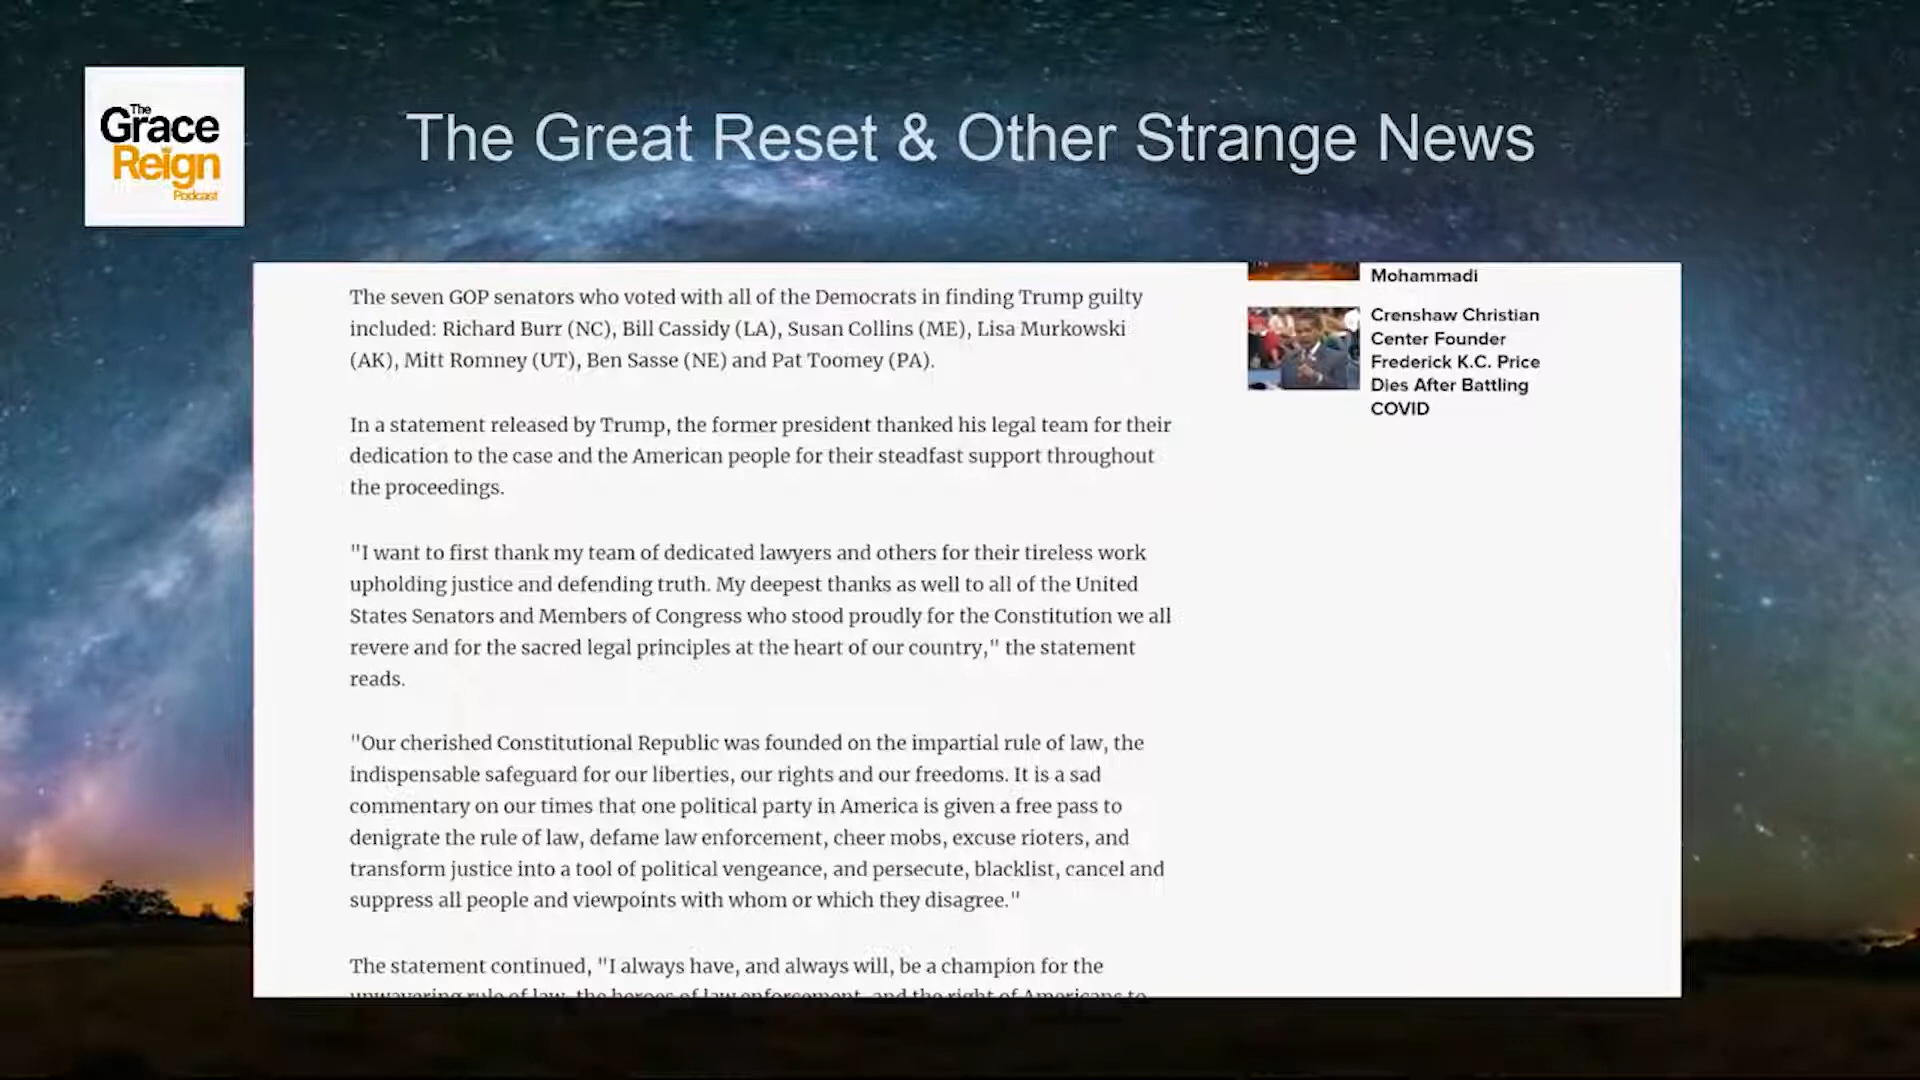 The
Grace
Reign
Podcast
The Great Reset & Other Strange News
The seven GOP senators who voted with all of the Democrats in finding Trump guilty
included: Richard Burr (NC), Bill Cassidy (LA), Susan Collins (ME), Lisa Murkowski
(AK), Mitt Romney (UT), Ben Sasse (NE) and Pat Toomey (PA).
In a statement released by Trump, the former president thanked his legal team for their
dedication to the case and the American people for their steadfast support throughout
the proceedings.
"I want to first thank my team of dedicated lawyers and others for their tireless work
upholding justice and defending truth. My deepest thanks as well to all of the United
States Senators and Members of Congress who stood proudly for the Constitution we all
revere and for the sacred legal principles at the heart of our country," the statement
reads.
"Our cherished Constitutional Republic was founded on the impartial rule of law, the
indispensable safeguard for our liberties, our rights and our freedoms. It is a sad
commentary on our times that one political party in America is given a free pass to
denigrate the rule of law, defame law enforcement, cheer mobs, excuse rioters, and
transform justice into a tool of political vengeance, and persecute, blacklist, cancel and
suppress all people and viewpoints with whom or which they disagree."
The statement continued, "I always have, and always will, be a champion for the
unwavering rule of law, the heroes of law enforcement, and the right of Americans to
Mohammadi
Crenshaw Christian
Center Founder
Frederick K.C. Price
Dies After Battling
COVID